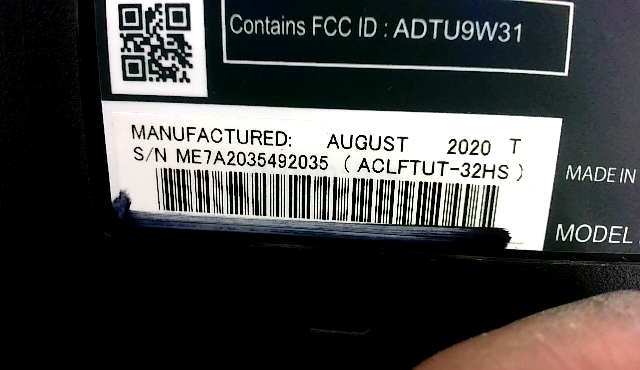 Contains FCC ID : ADTU9W31
MANUFACTURED: AUGUST 2020 T
S/N ME7A2035492035 ( ACLFTUT-32HS )
MADE IN
MODEL